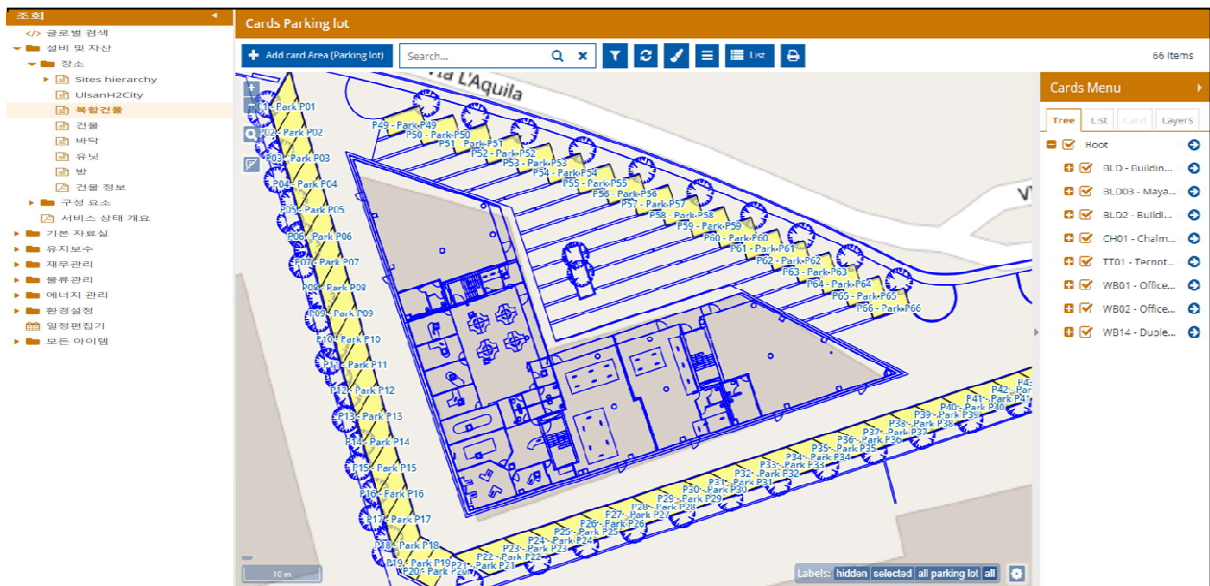 조회
</> 글로벌 검색
설비 및 자산
장소
Sites hierarchy
UlsanH2City
복합건물
건물
바닥
유닛
방
건물 정보
구성 요소
서비스 상태 개요
기본 자료실
유지보수
재무관리
물류관리
에너지 관리
환경설정
일정편집기
모든 아이템
Cards Parking lot
Add card Area (Parking lot)
Search...
List
66 Items
Via L'Aquila
P01 - Park P01
P02 - Park P02
P03 - Park P03
P04 - Park P04
P05 - Park P05
P06 - Park P06
P07 - Park P07
P08 - Park P08
P09 - Park P09
P10 - Park P10
P11 - Park P11
P12 - Park P12
P13 - Park P13
P14 - Park P14
P15 - Park P15
P16 - Park P16
P17 - Park P17
P18 - Park P18
P19 - Park P19
P20 - Park P20
P21 - Park P21
P22 - Park P22
P23 - Park P23
P24 - Park P24
P25 - Park P25
P26 - Park P26
P27 - Park P27
P28 - Park P28
P29 - Park P29
P30 - Park P30
P31 - Park P31
P32 - Park P32
P33 - Park P33
P34 - Park P34
P35 - Park P35
P36 - Park P36
P37 - Park P37
P38 - Park P38
P39 - Park P39
P40 - Park P40
P41 - Park P41
P42 - Par
P43
P49 - Park P49
P50 - Park P50
P51 - Park P51
P52 - Park P52
P53 - Park P53
P54 - Park P54
P55 - Park P55
P56 - Park P56
P57 - Park P57
P58 - Park P58
P59 - Park P59
P60 - Park P60
P61 - Park P61
P62 - Park P62
P63 - Park P63
P64 - Park P64
P65 - Park P65
P66 - Park P66
10 m
Labels: hidden selected all parking lot all
Cards Menu
Tree List Card Layers
Root
BLD - Buildin...
BLD03 - Maya...
BLD2 - Buildi...
CH01 - Chalm...
TT01 - Ternot...
WB01 - Office...
WB02 - Office...
WB14 - Duple...